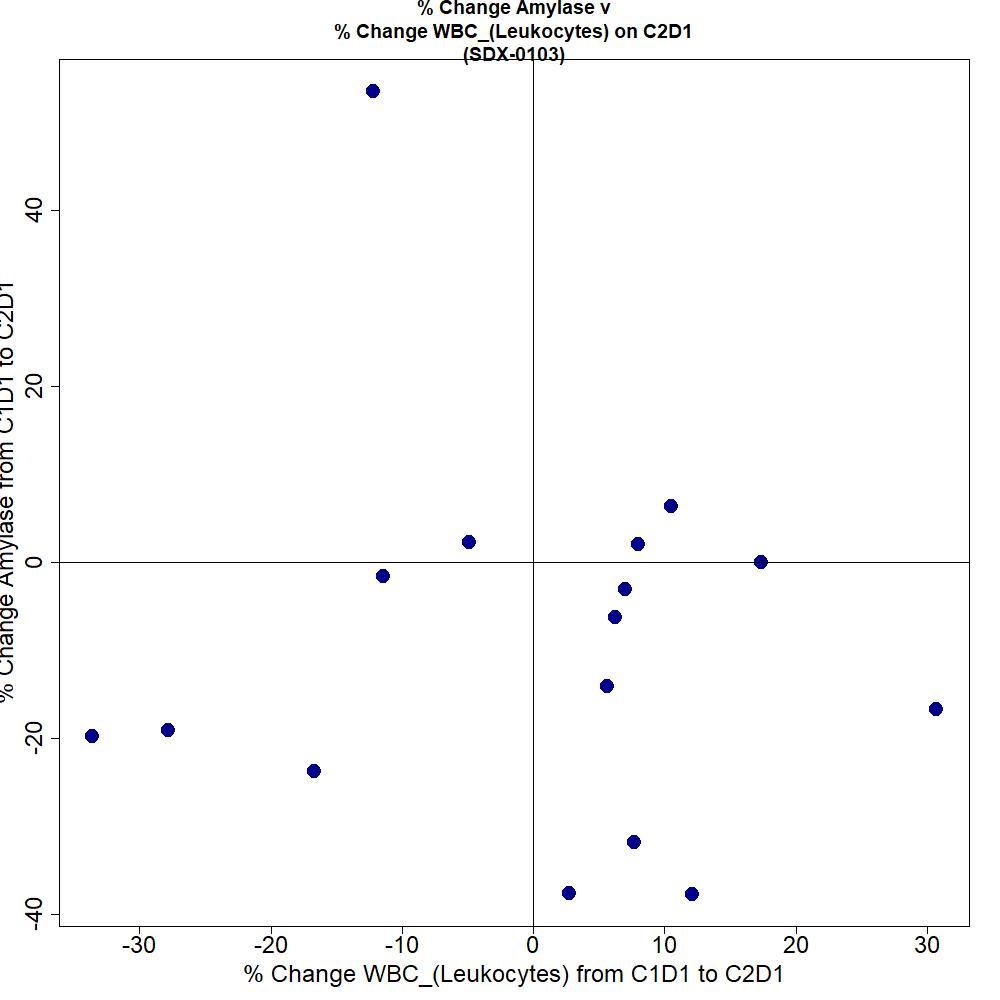 % Change Amylase v
% Change WBC_(Leukocytes) on C2D1
(SDX-0103)
% Change Amylase from C1D1 to C2D1
40
20
0
-20
-40
-30
-20
-10
0
10
20
30
% Change WBC_(Leukocytes) from C1D1 to C2D1